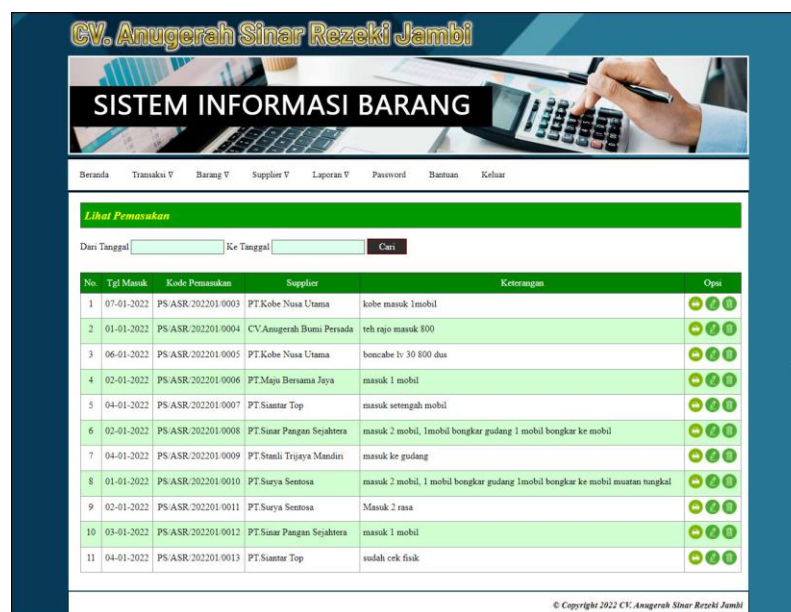 CV. Anugerah Sinar Rezeki Jambi
SISTEM INFORMASI BARANG
Beranda Transaksi ∇ Barang ∇ Supplier ∇ Laporan ∇ Password Bantuan Keluar
Lihat Pemasukan
Dari Tanggal Ke Tanggal Cari
No. Tgl Masuk Kode Pemasukan Supplier Keterangan Opsi
1 07-01-2022 PS/ASR/202201/0003 PT.Kobe Nusa Utama kobe masuk 1mobil
2 01-01-2022 PS/ASR/202201/0004 CV.Anugerah Bumi Persada teh rajo masuk 800
3 06-01-2022 PS/ASR/202201/0005 PT.Kobe Nusa Utama boncabe lv 30 800 dus
4 02-01-2022 PS/ASR/202201/0006 PT.Maju Bersama Jaya masuk 1 mobil
5 04-01-2022 PS/ASR/202201/0007 PT.Siantar Top masuk setengah mobil
6 02-01-2022 PS/ASR/202201/0008 PT.Sinar Pangan Sejahtera masuk 2 mobil, 1mobil bongkar gudang 1 mobil bongkar ke mobil
7 04-01-2022 PS/ASR/202201/0009 PT.Stanli Trijaya Mandiri masuk ke gudang
8 01-01-2022 PS/ASR/202201/0010 PT.Surya Sentosa masuk 2 mobil, 1 mobil bongkar gudang 1mobil bongkar ke mobil muatan tungkal
9 02-01-2022 PS/ASR/202201/0011 PT.Surya Sentosa Masuk 2 rasa
10 03-01-2022 PS/ASR/202201/0012 PT.Sinar Pangan Sejahtera masuk 1 mobil
11 04-01-2022 PS/ASR/202201/0013 PT.Siantar Top sudah cek fisik
© Copyright 2022 CV. Anugerah Sinar Rezeki Jambi